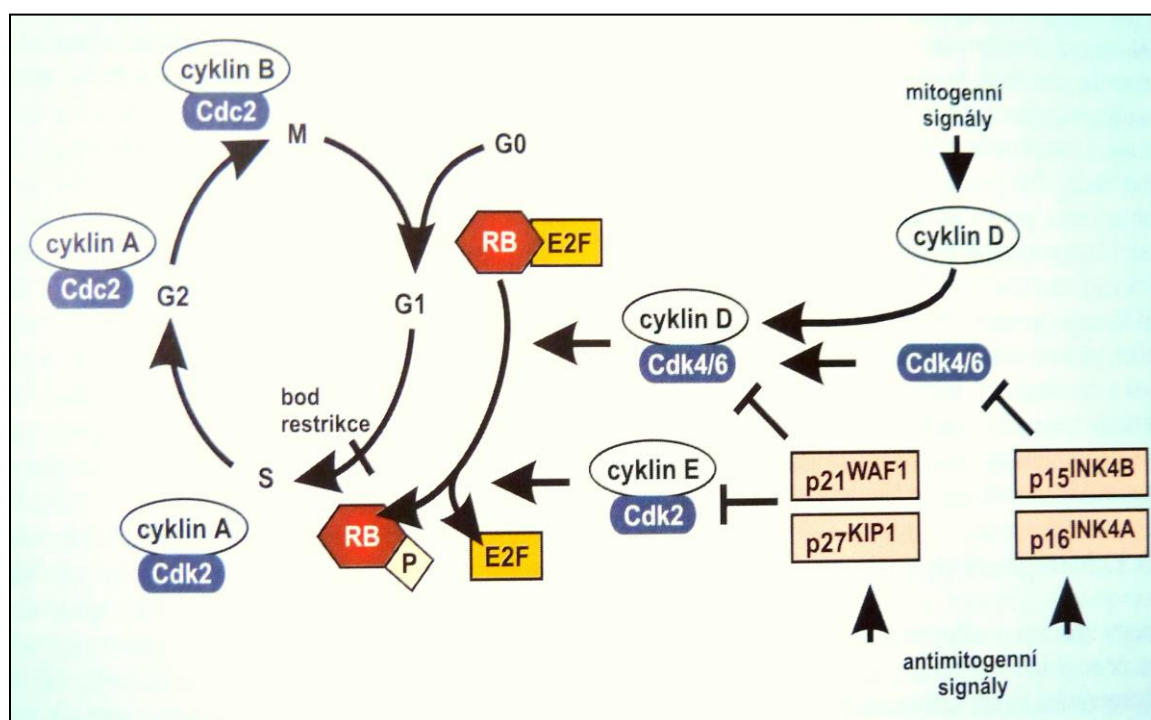 cyklin B
Cdc2
M
G0
mitogenní
signály
cyklin A
Cdc2
G2
G1
RB
E2F
cyklin D
cyklin D
Cdk4/6
Cdk4/6
bod
restrikce
S
cyklin A
Cdk2
RB
P
E2F
cyklin E
Cdk2
p21WAF1
p27KIP1
p15INK4B
p16INK4A
antimitogenní
signály